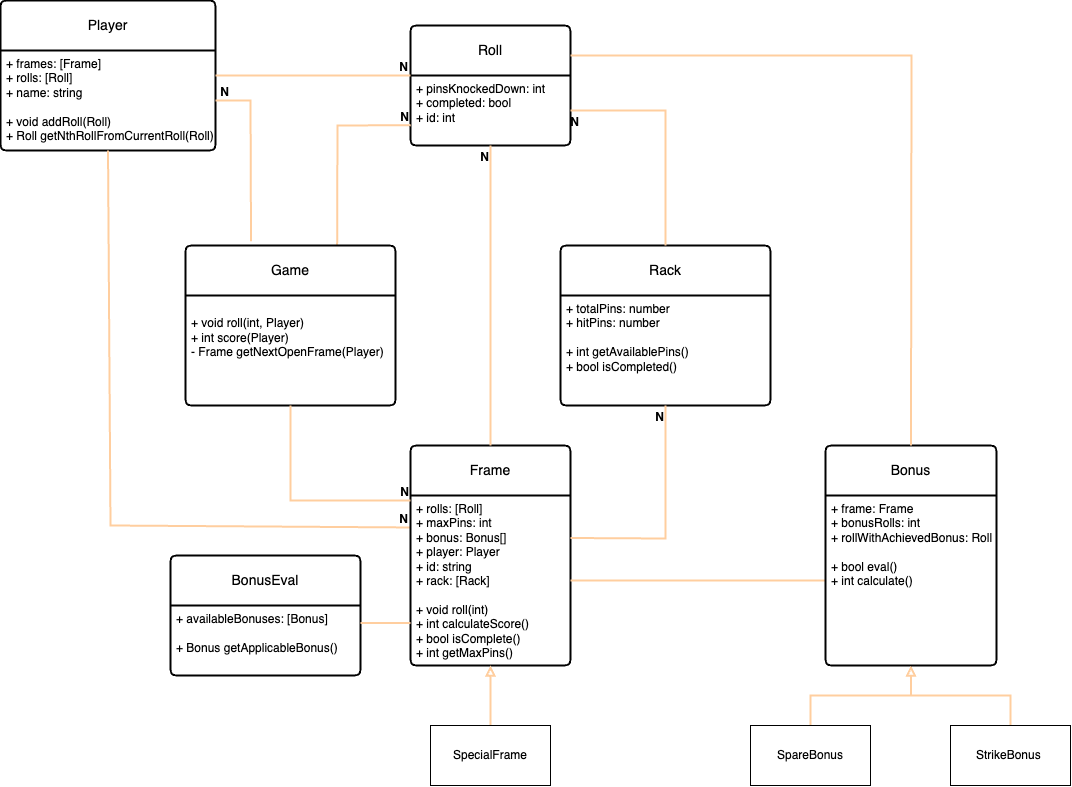 Player
+ frames: [Frame]
+ rolls: [Roll]
+ name: string
+ void addRoll(Roll)
+ Roll getNthRollFromCurrentRoll(Roll)
N
N
N
Roll
+ pinsKnockedDown: int
+ completed: bool
+ id: int
N
N
Game
+ void roll(int, Player)
+ int score(Player)
- Frame getNextOpenFrame(Player)
Rack
+ totalPins: number
+ hitPins: number
+ int getAvailablePins()
+ bool isCompleted()
N
N
N
Frame
+ rolls: [Roll]
+ maxPins: int
+ bonus: Bonus[]
+ player: Player
+ id: string
+ rack: [Rack]
+ void roll(int)
+ int calculateScore()
+ bool isComplete()
+ int getMaxPins()
Bonus
+ frame: Frame
+ bonusRolls: int
+ rollWithAchievedBonus: Roll
+ bool eval()
+ int calculate()
BonusEval
+ availableBonuses: [Bonus]
+ Bonus getApplicableBonus()
SpecialFrame
SpareBonus
StrikeBonus